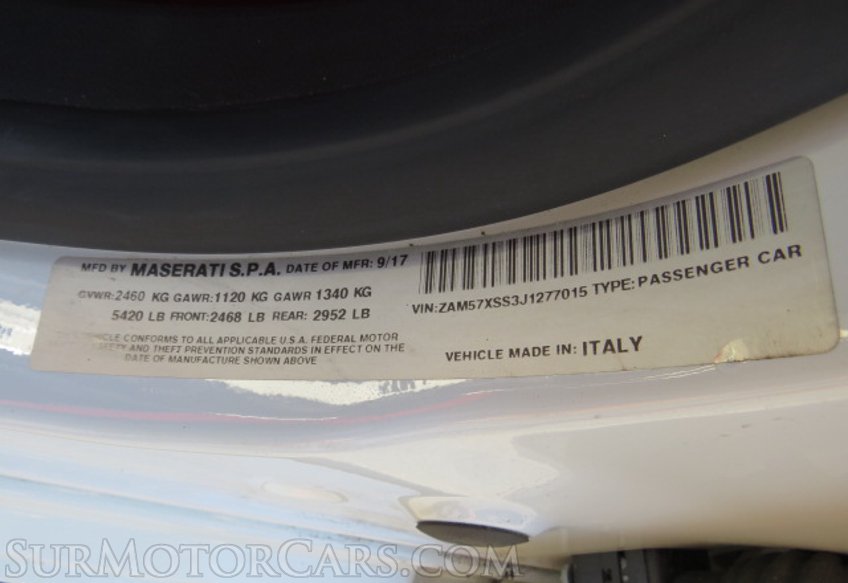 MFD BY MASERATI S.P.A. DATE OF MFR: 9/17
GVWR:2460 KG GAWR:1120 KG GAWR 1340 KG
5420 LB FRONT:2468 LB REAR: 2952 LB
CONFORMS TO ALL APPLICABLE U.S.A. FEDERAL MOTOR
AND THEFT PREVENTION STANDARDS IN EFFECT ON THE
DATE OF MANUFACTURE SHOWN ABOVE
VIN:ZAM57XSS3J1277015 TYPE:PASSENGER CAR
VEHICLE MADE IN: ITALY
SURMOTORCARS.COM